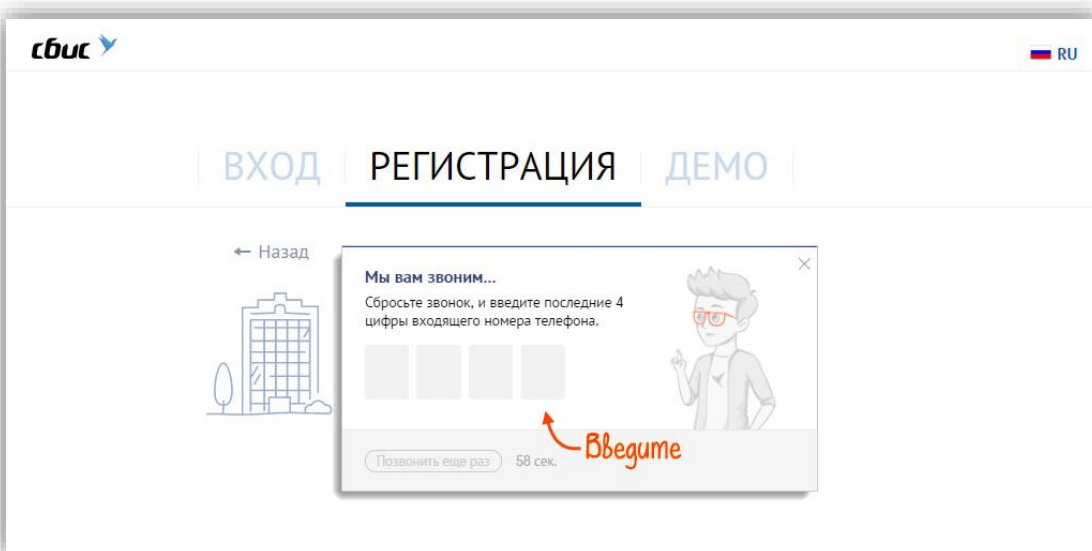 сбис
RU
ВХОД РЕГИСТРАЦИЯ ДЕМО
← Назад
Мы вам звоним...
Сбросьте звонок, и введите последние 4
цифры входящего номера телефона.
Введите
Позвонить еще раз 58 сек.